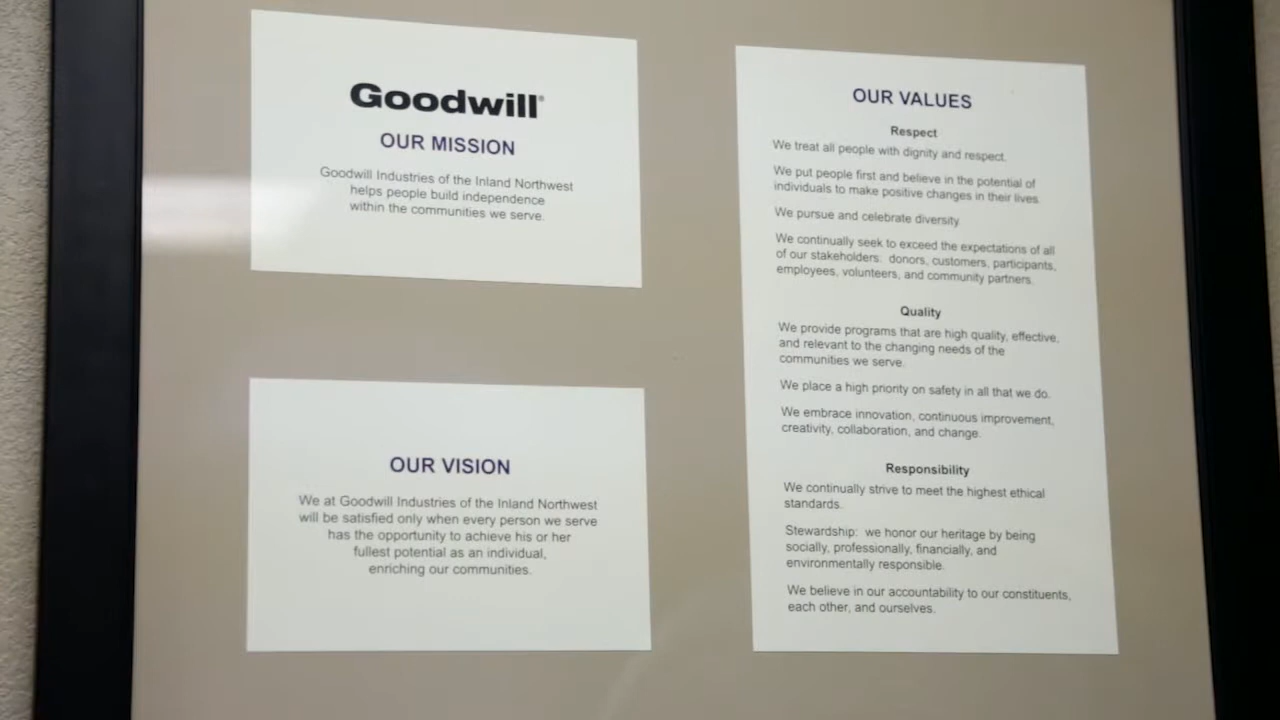 Goodwill®
OUR MISSION
Goodwill Industries of the Inland Northwest
helps people build independence
within the communities we serve.
OUR VISION
We at Goodwill Industries of the Inland Northwest
will be satisfied only when every person we serve
has the opportunity to achieve his or her
fullest potential as an individual,
enriching our communities.
OUR VALUES
Respect
We treat all people with dignity and respect.
We put people first and believe in the potential of
individuals to make positive changes in their lives.
We pursue and celebrate diversity
We continually seek to exceed the expectations of all
of our stakeholders: donors, customers, participants,
employees, volunteers, and community partners.
Quality
We provide programs that are high quality, effective,
and relevant to the changing needs of the
communities we serve.
We place a high priority on safety in all that we do.
We embrace innovation, continuous improvement,
creativity, collaboration, and change.
Responsibility
We continually strive to meet the highest ethical
standards.
Stewardship: we honor our heritage by being
socially, professionally, financially, and
environmentally responsible.
We believe in our accountability to our constituents,
each other, and ourselves.